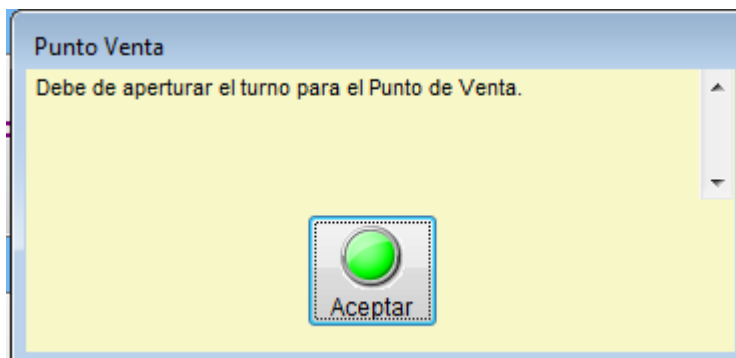 Punto Venta
Debe de aperturar el turno para el Punto de Venta.
Aceptar